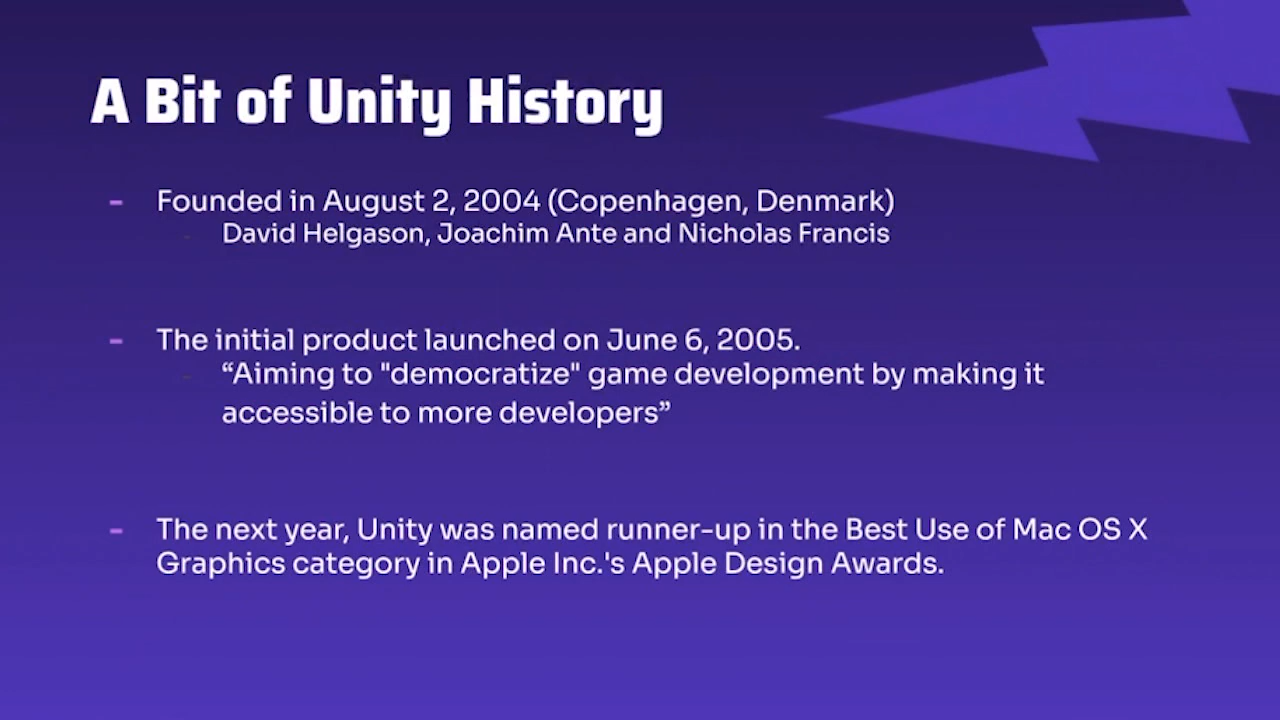 A Bit of Unity History
- Founded in August 2, 2004 (Copenhagen, Denmark)
- David Helgason, Joachim Ante and Nicholas Francis
- The initial product launched on June 6, 2005.
- “Aiming to "democratize" game development by making it
accessible to more developers”
- The next year, Unity was named runner-up in the Best Use of Mac OS X
Graphics category in Apple Inc.'s Apple Design Awards.